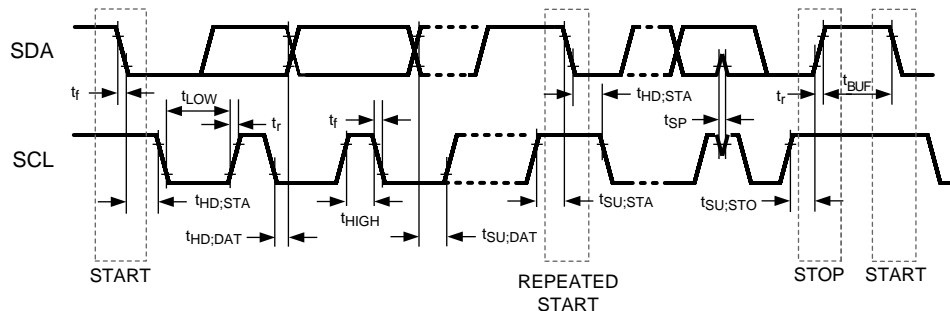 SDA
t_f
t_LOW
t_r
t_f
t_HD;STA
t_SP
t_r
t_BUF
SCL
t_HD;STA
t_HD;DAT
t_HIGH
t_SU;DAT
t_SU;STA
t_SU;STO
START
REPEATED
START
STOP
START